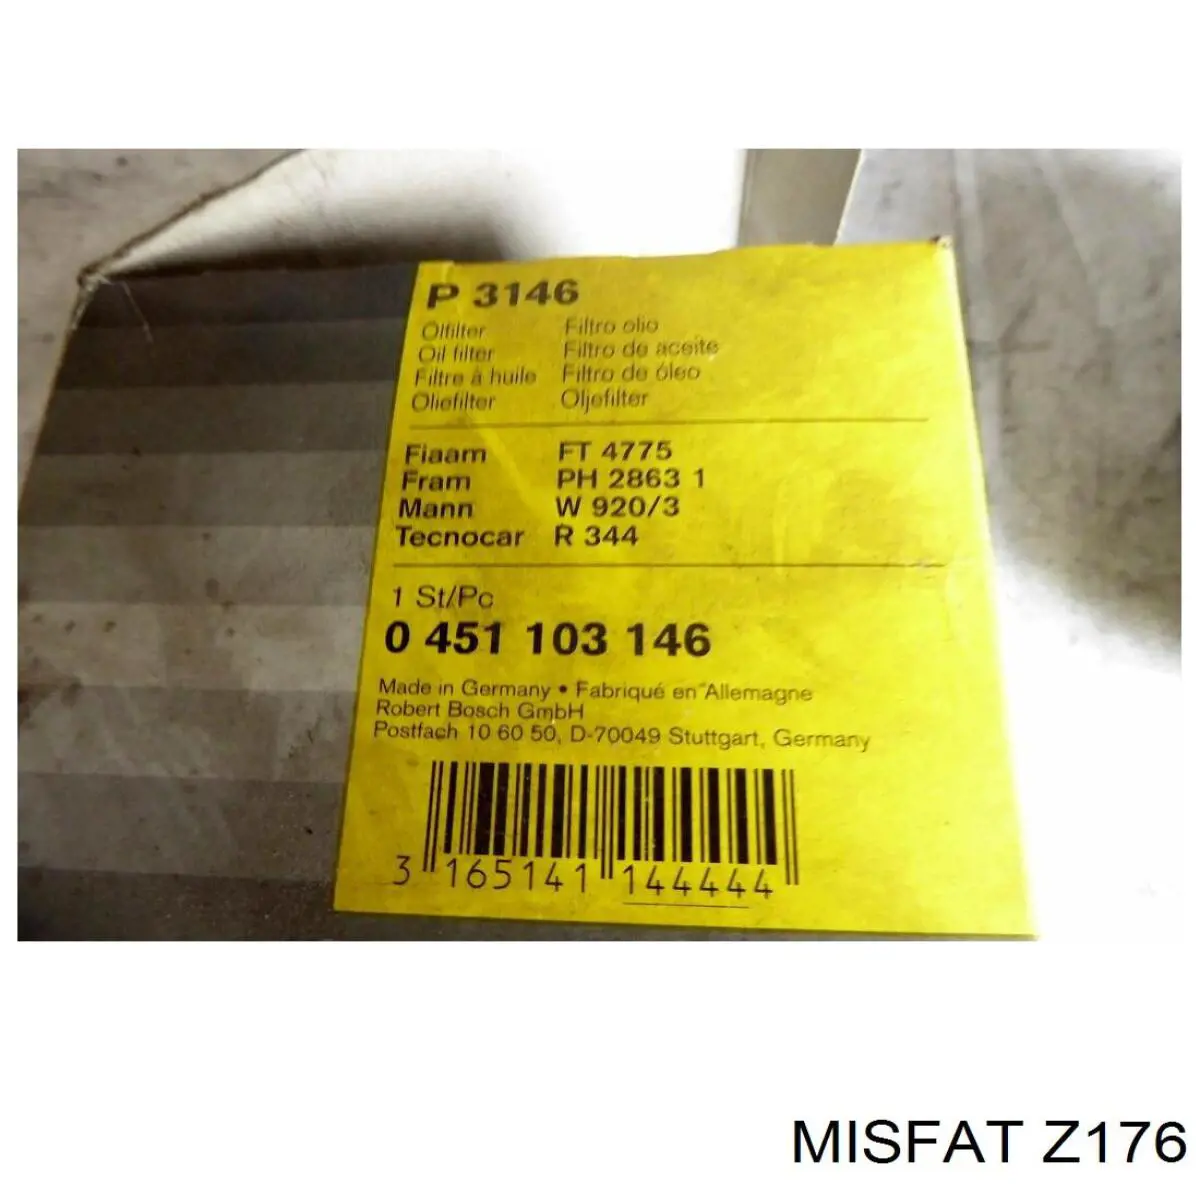 P 3146
Ölfilter Filtro olio
Oil filter Filtro de aceite
Filtre à huile Filtro de óleo
Oliefilter Oljefilter
Fiaam FT 4775
Fram PH 2863 1
Mann W 920/3
Tecnocar R 344
1 St/Pc
0 451 103 146
Made in Germany • Fabriqué en Allemagne
Robert Bosch GmbH
Postfach 10 60 50, D-70049 Stuttgart, Germany
3 165141 144444
MISFAT Z176